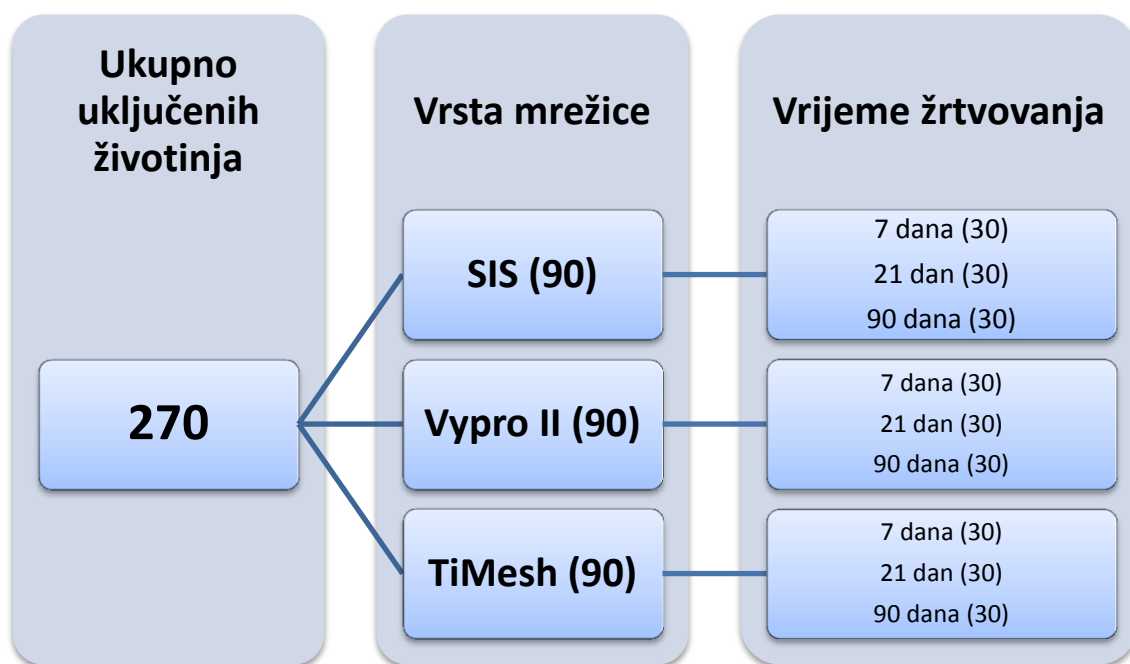 Ukupno
uključenih
životinja
Vrsta mrežice
Vrijeme žrtvovanja
270
SIS (90)
7 dana (30)
21 dan (30)
90 dana (30)
Vypro II (90)
7 dana (30)
21 dan (30)
90 dana (30)
TiMesh (90)
7 dana (30)
21 dan (30)
90 dana (30)